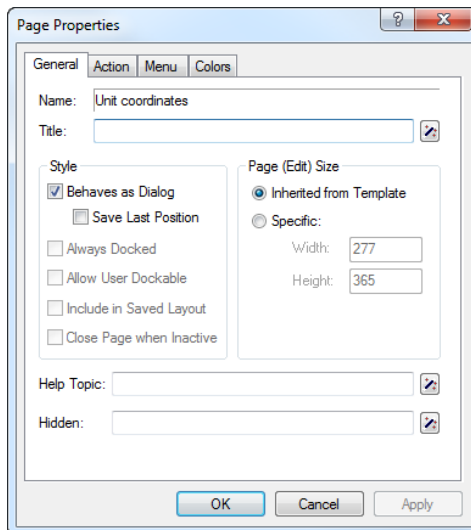 Page Properties
General Action Menu Colors
Name: Unit coordinates
Title:
Style
Page (Edit) Size
Behaves as Dialog
Inherited from Template
Save Last Position
Specific:
Always Docked
Width: 277
Allow User Dockable
Height: 365
Include in Saved Layout
Close Page when Inactive
Help Topic:
Hidden:
OK Cancel Apply